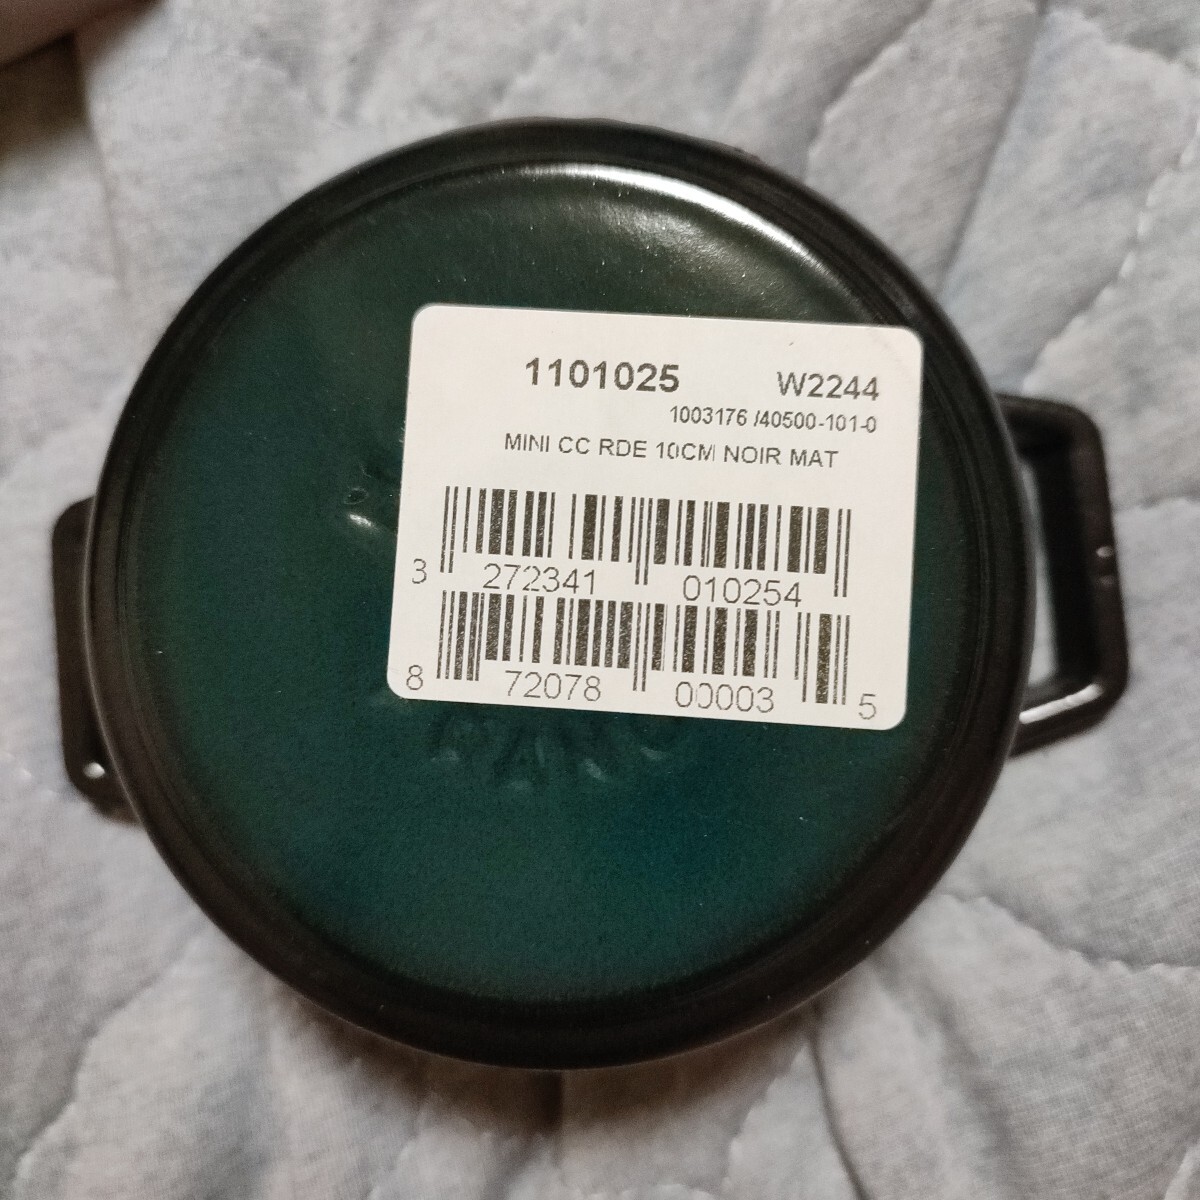 1101025 W2244
1003176 /40500-101-0
MINI CC RDE 10CM NOIR MAT
3 272341 010254
8 72078 00003 5